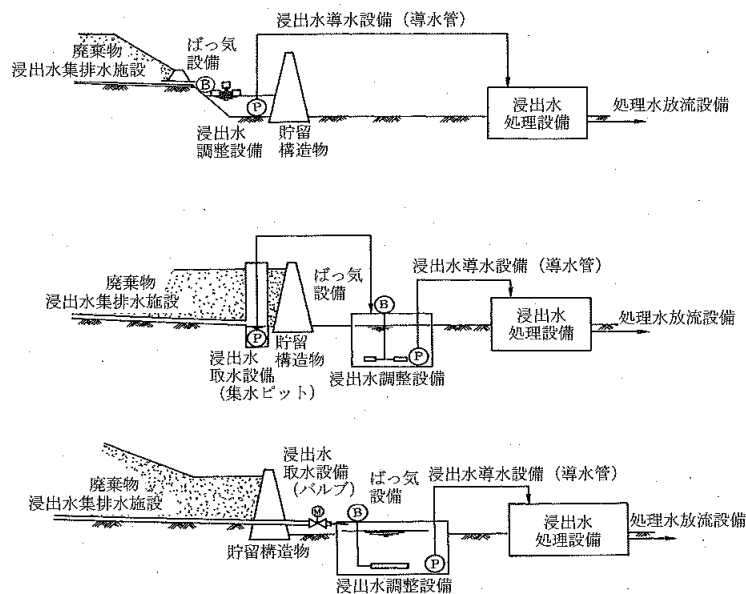 浸出水導水設備(導水管)
廃棄物
浸出水集排水施設
ばっ気
設備
B
P
浸出水
調整設備
貯留
構造物
浸出水
処理設備
処理水放流設備
廃棄物
浸出水集排水施設
ばっ気
設備
浸出水導水設備(導水管)
B
P
P
浸出水
取水設備
(集水ピット)
貯留
構造物
浸出水調整設備
浸出水
処理設備
処理水放流設備
浸出水
取水設備
(バルブ)
ばっ気
設備
浸出水導水設備(導水管)
廃棄物
浸出水集排水施設
M
B
P
貯留構造物
浸出水調整設備
浸出水
処理設備
処理水放流設備